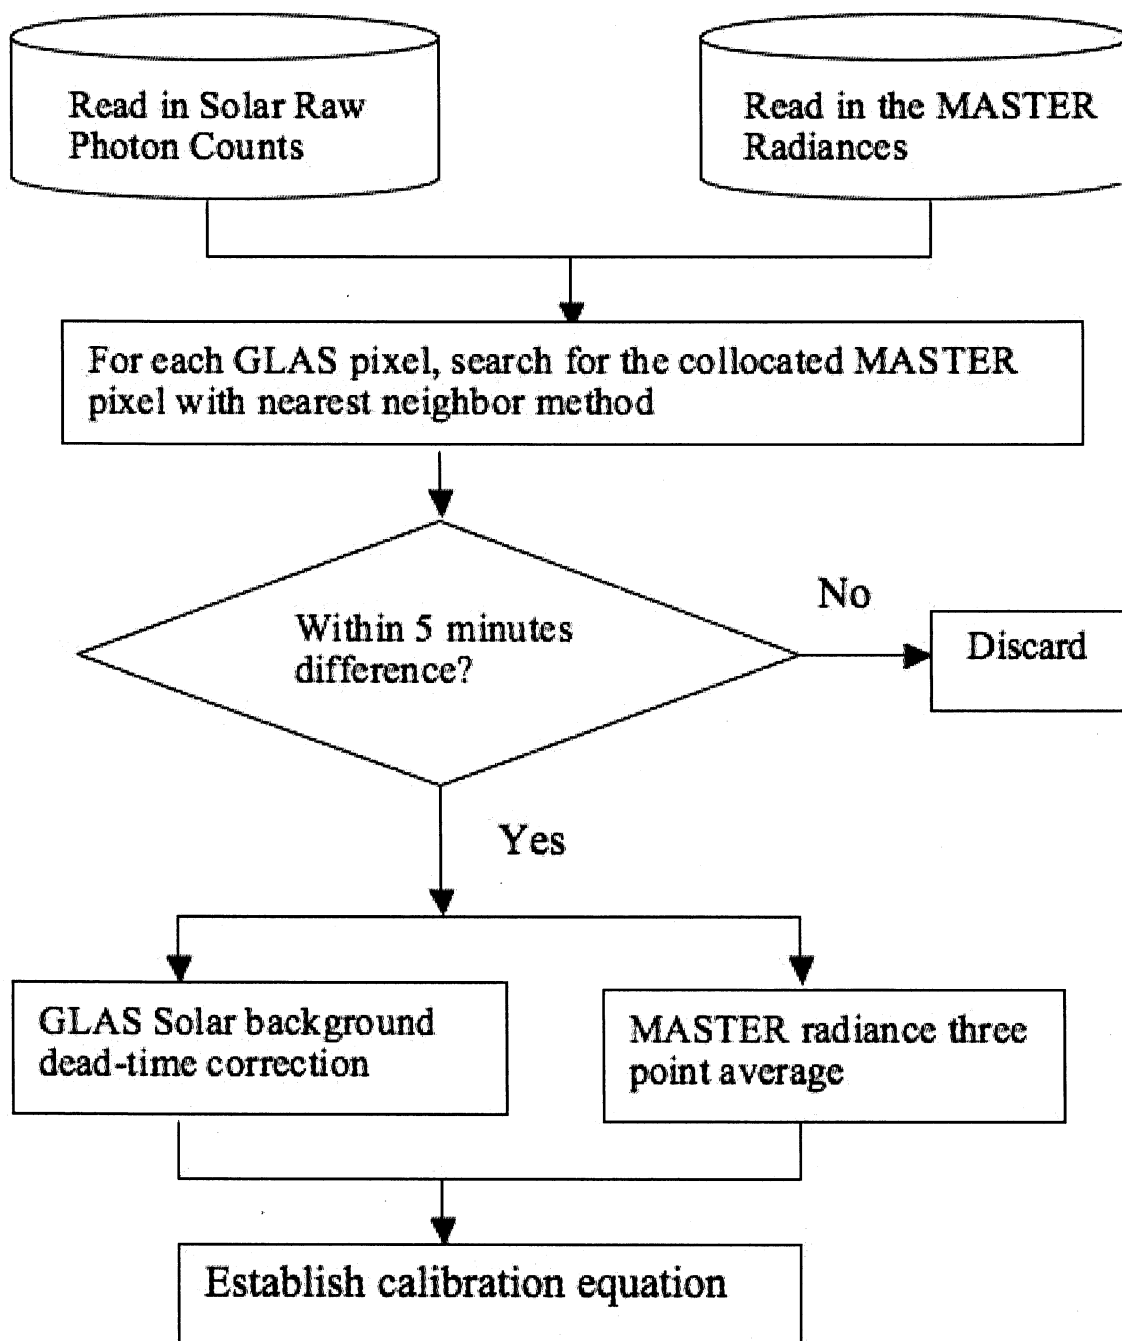 Read in Solar Raw
Photon Counts
Read in the MASTER
Radiances
For each GLAS pixel, search for the collocated MASTER
pixel with nearest neighbor method
Within 5 minutes
difference?
No
Discard
Yes
GLAS Solar background
dead-time correction
MASTER radiance three
point average
Establish calibration equation